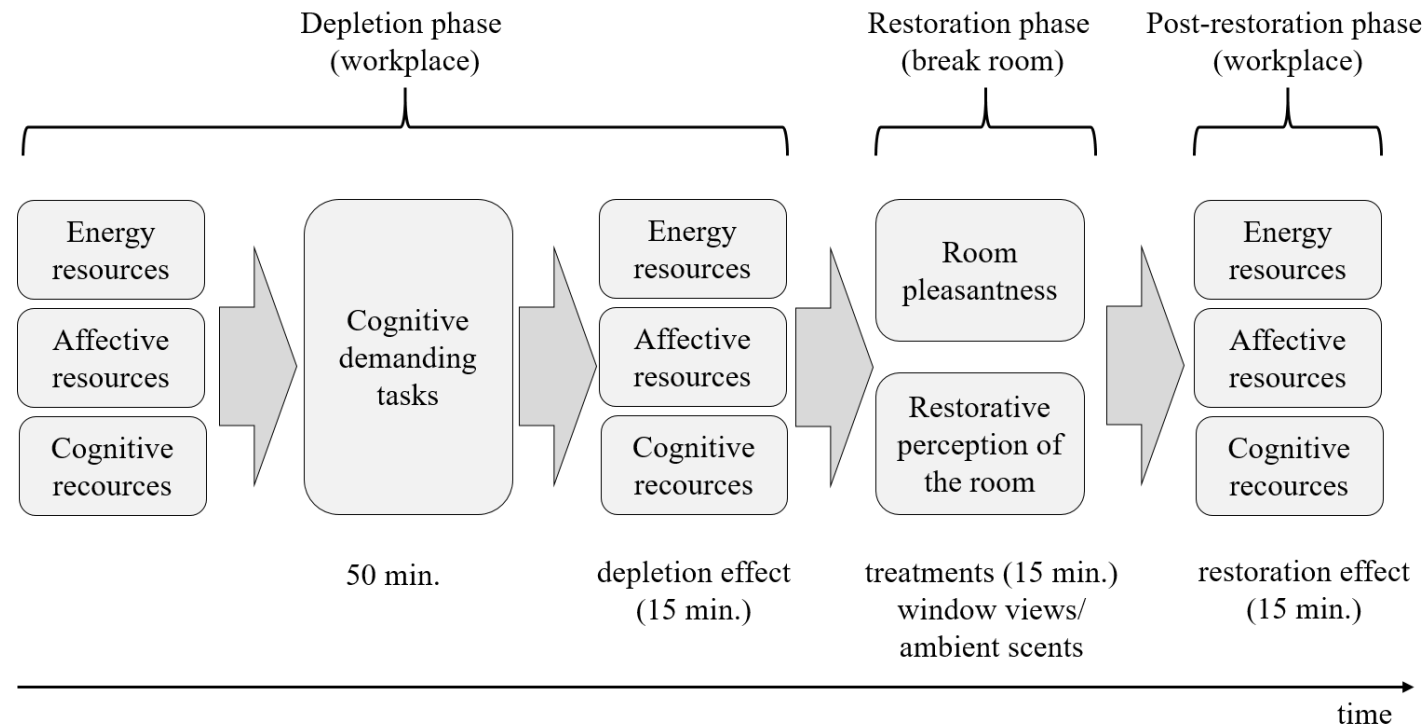 Depletion phase
(workplace)
Restoration phase
(break room)
Post-restoration phase
(workplace)
Energy
resources
Affective
resources
Cognitive
recources
Cognitive
demanding
tasks
Energy
resources
Affective
resources
Cognitive
recources
Room
pleasantness
Restorative
perception of
the room
Energy
resources
Affective
resources
Cognitive
recources
50 min.
depletion effect
(15 min.)
treatments (15 min.)
window views/
ambient scents
restoration effect
(15 min.)
time